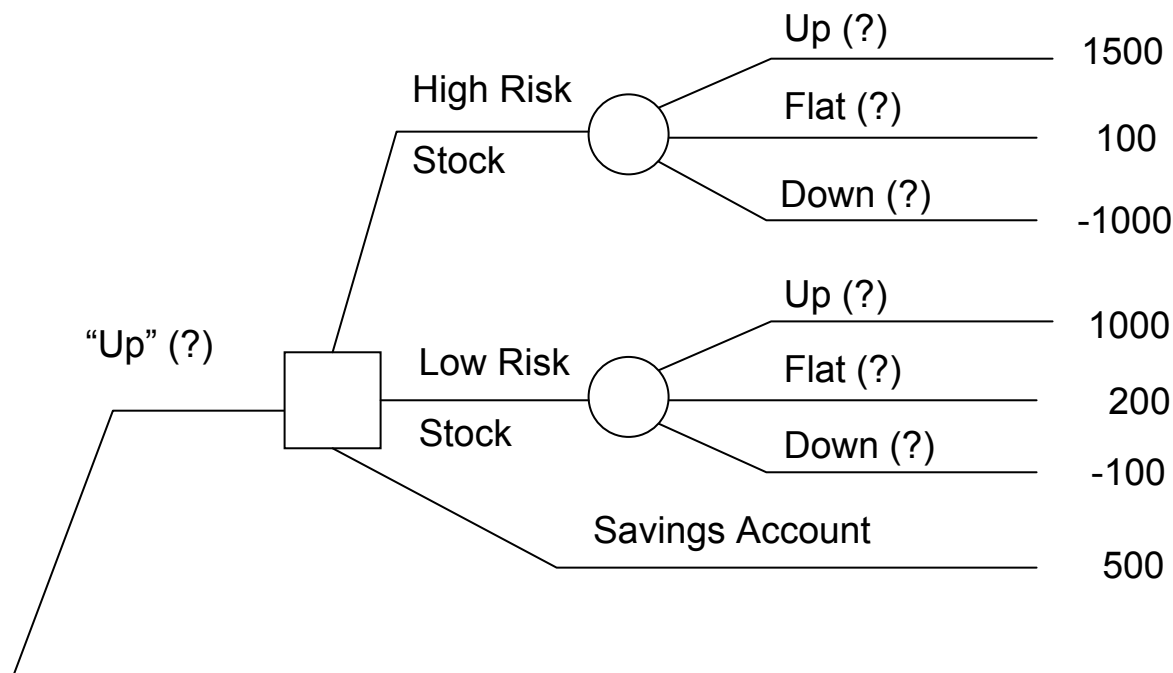 Up (?)
1500
High Risk
Stock
Flat (?)
100
Down (?)
-1000
“Up” (?)
Up (?)
1000
Low Risk
Stock
Flat (?)
200
Down (?)
-100
Savings Account
500